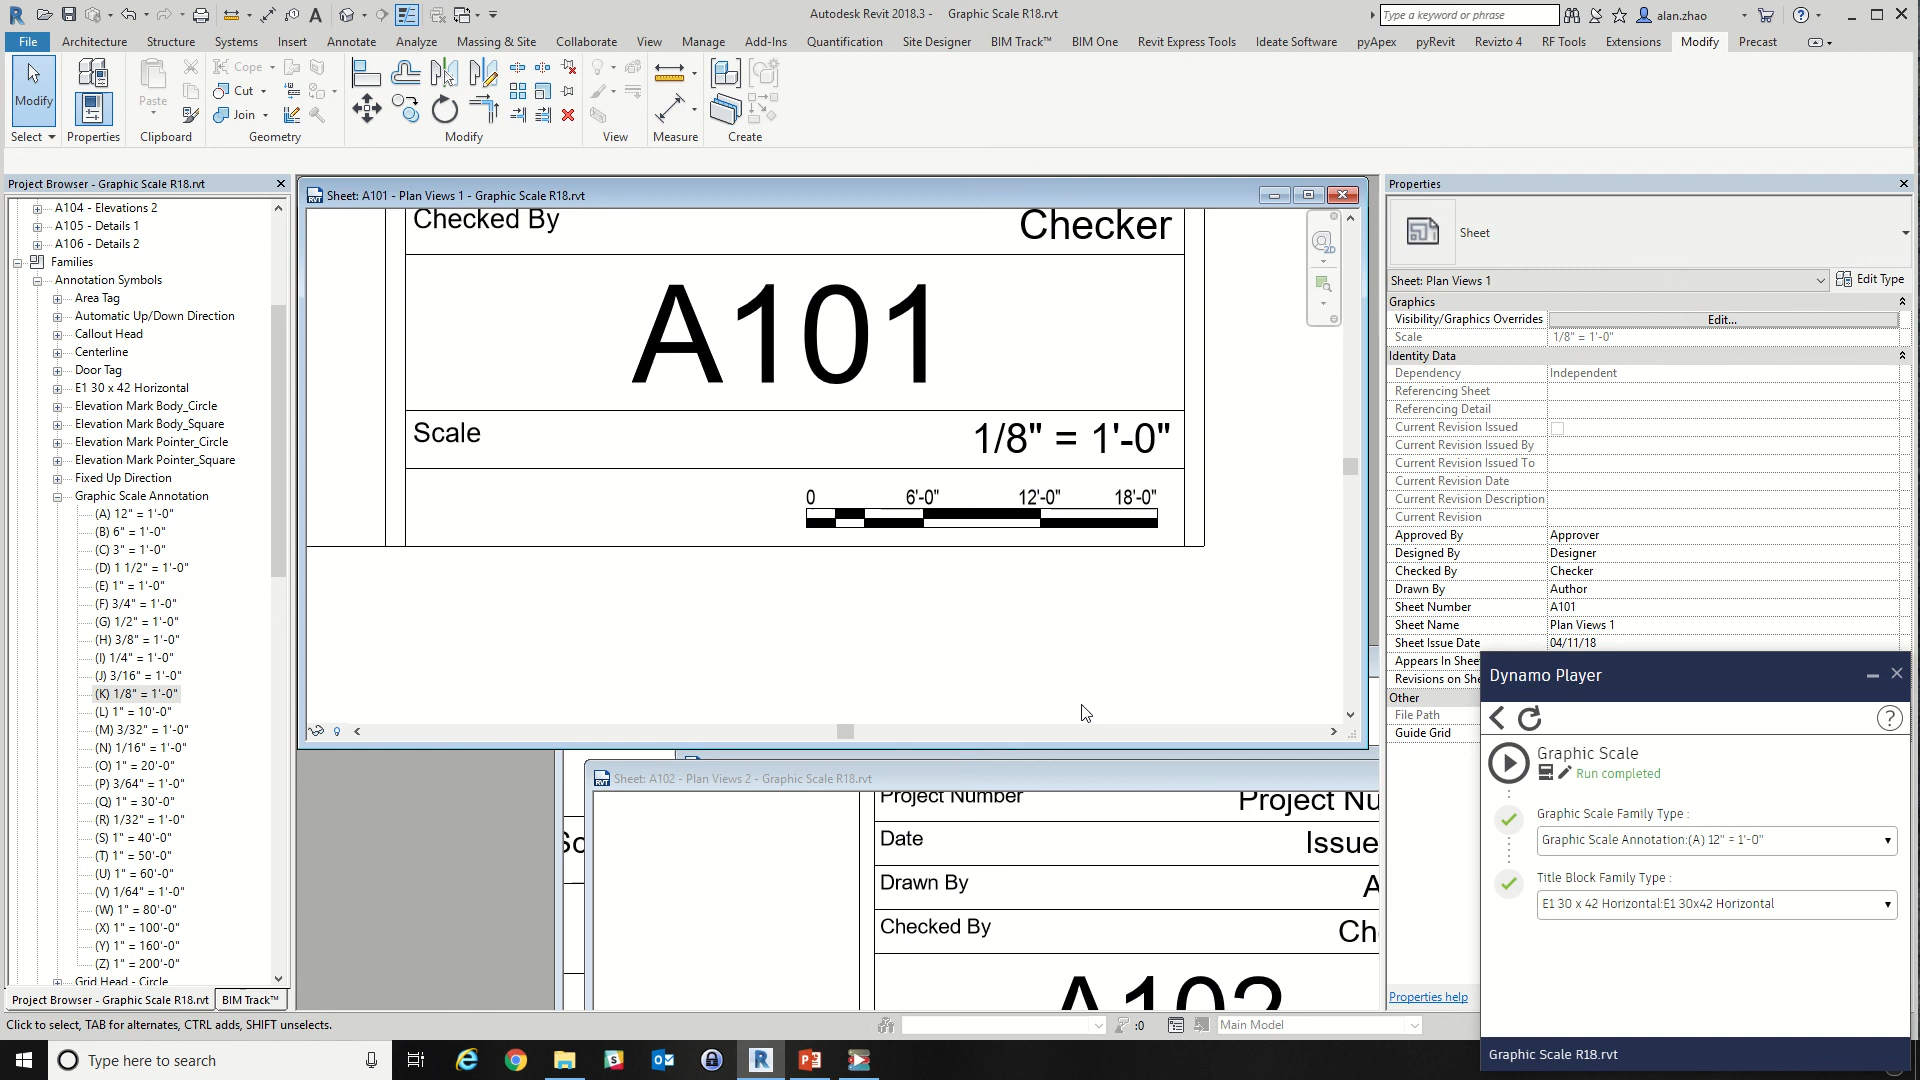 Autodesk Revit 2018.3 - Graphic Scale R18.rvt
Type a keyword or phrase
alan.zhao
File Architecture Structure Systems Insert Annotate Analyze Massing & Site Collaborate View Manage Add-Ins Quantification Site Designer BIM Track™ BIM One Revit Express Tools Ideate Software pyApex pyRevit Revizto 4 RF Tools Extensions Modify Precast
Modify
Paste
Cope
Cut
Join
Select Properties Clipboard Geometry Modify View Measure Create
Project Browser - Graphic Scale R18.rvt
A104 - Elevations 2
A105 - Details 1
A106 - Details 2
Families
Annotation Symbols
Area Tag
Automatic Up/Down Direction
Callout Head
Centerline
Door Tag
E1 30 x 42 Horizontal
Elevation Mark Body_Circle
Elevation Mark Body_Square
Elevation Mark Pointer_Circle
Elevation Mark Pointer_Square
Fixed Up Direction
Graphic Scale Annotation
(A) 12" = 1'-0"
(B) 6" = 1'-0"
(C) 3" = 1'-0"
(D) 1 1/2" = 1'-0"
(E) 1" = 1'-0"
(F) 3/4" = 1'-0"
(G) 1/2" = 1'-0"
(H) 3/8" = 1'-0"
(I) 1/4" = 1'-0"
(J) 3/16" = 1'-0"
(K) 1/8" = 1'-0"
(L) 1" = 10'-0"
(M) 3/32" = 1'-0"
(N) 1/16" = 1'-0"
(O) 1" = 20'-0"
(P) 3/64" = 1'-0"
(Q) 1" = 30'-0"
(R) 1/32" = 1'-0"
(S) 1" = 40'-0"
(T) 1" = 50'-0"
(U) 1" = 60'-0"
(V) 1/64" = 1'-0"
(W) 1" = 80'-0"
(X) 1" = 100'-0"
(Y) 1" = 160'-0"
(Z) 1" = 200'-0"
Grid Head - Circle
Project Browser - Graphic Scale R18.rvt BIM Track™
Sheet: A101 - Plan Views 1 - Graphic Scale R18.rvt
Checked By Checker
A101
Scale 1/8" = 1'-0"
0 6'-0" 12'-0" 18'-0"
2D
Sheet: A102 - Plan Views 2 - Graphic Scale R18.rvt
Project Number Project Nu
Date Issue
Drawn By A
Checked By Ch
A102
Sc
Properties
Sheet
Sheet: Plan Views 1 Edit Type
Graphics
Visibility/Graphics Overrides Edit...
Scale 1/8" = 1'-0"
Identity Data
Dependency Independent
Referencing Sheet
Referencing Detail
Current Revision Issued
Current Revision Issued By
Current Revision Issued To
Current Revision Date
Current Revision Description
Current Revision
Approved By Approver
Designed By Designer
Checked By Checker
Drawn By Author
Sheet Number A101
Sheet Name Plan Views 1
Sheet Issue Date 04/11/18
Appears In Shee
Revisions on She
Other
File Path
Guide Grid
Properties help
Dynamo Player
Graphic Scale
Run completed
Graphic Scale Family Type :
Graphic Scale Annotation:(A) 12" = 1'-0"
Title Block Family Type :
E1 30 x 42 Horizontal:E1 30x42 Horizontal
Graphic Scale R18.rvt
Click to select, TAB for alternates, CTRL adds, SHIFT unselects.
:0
Main Model
Type here to search